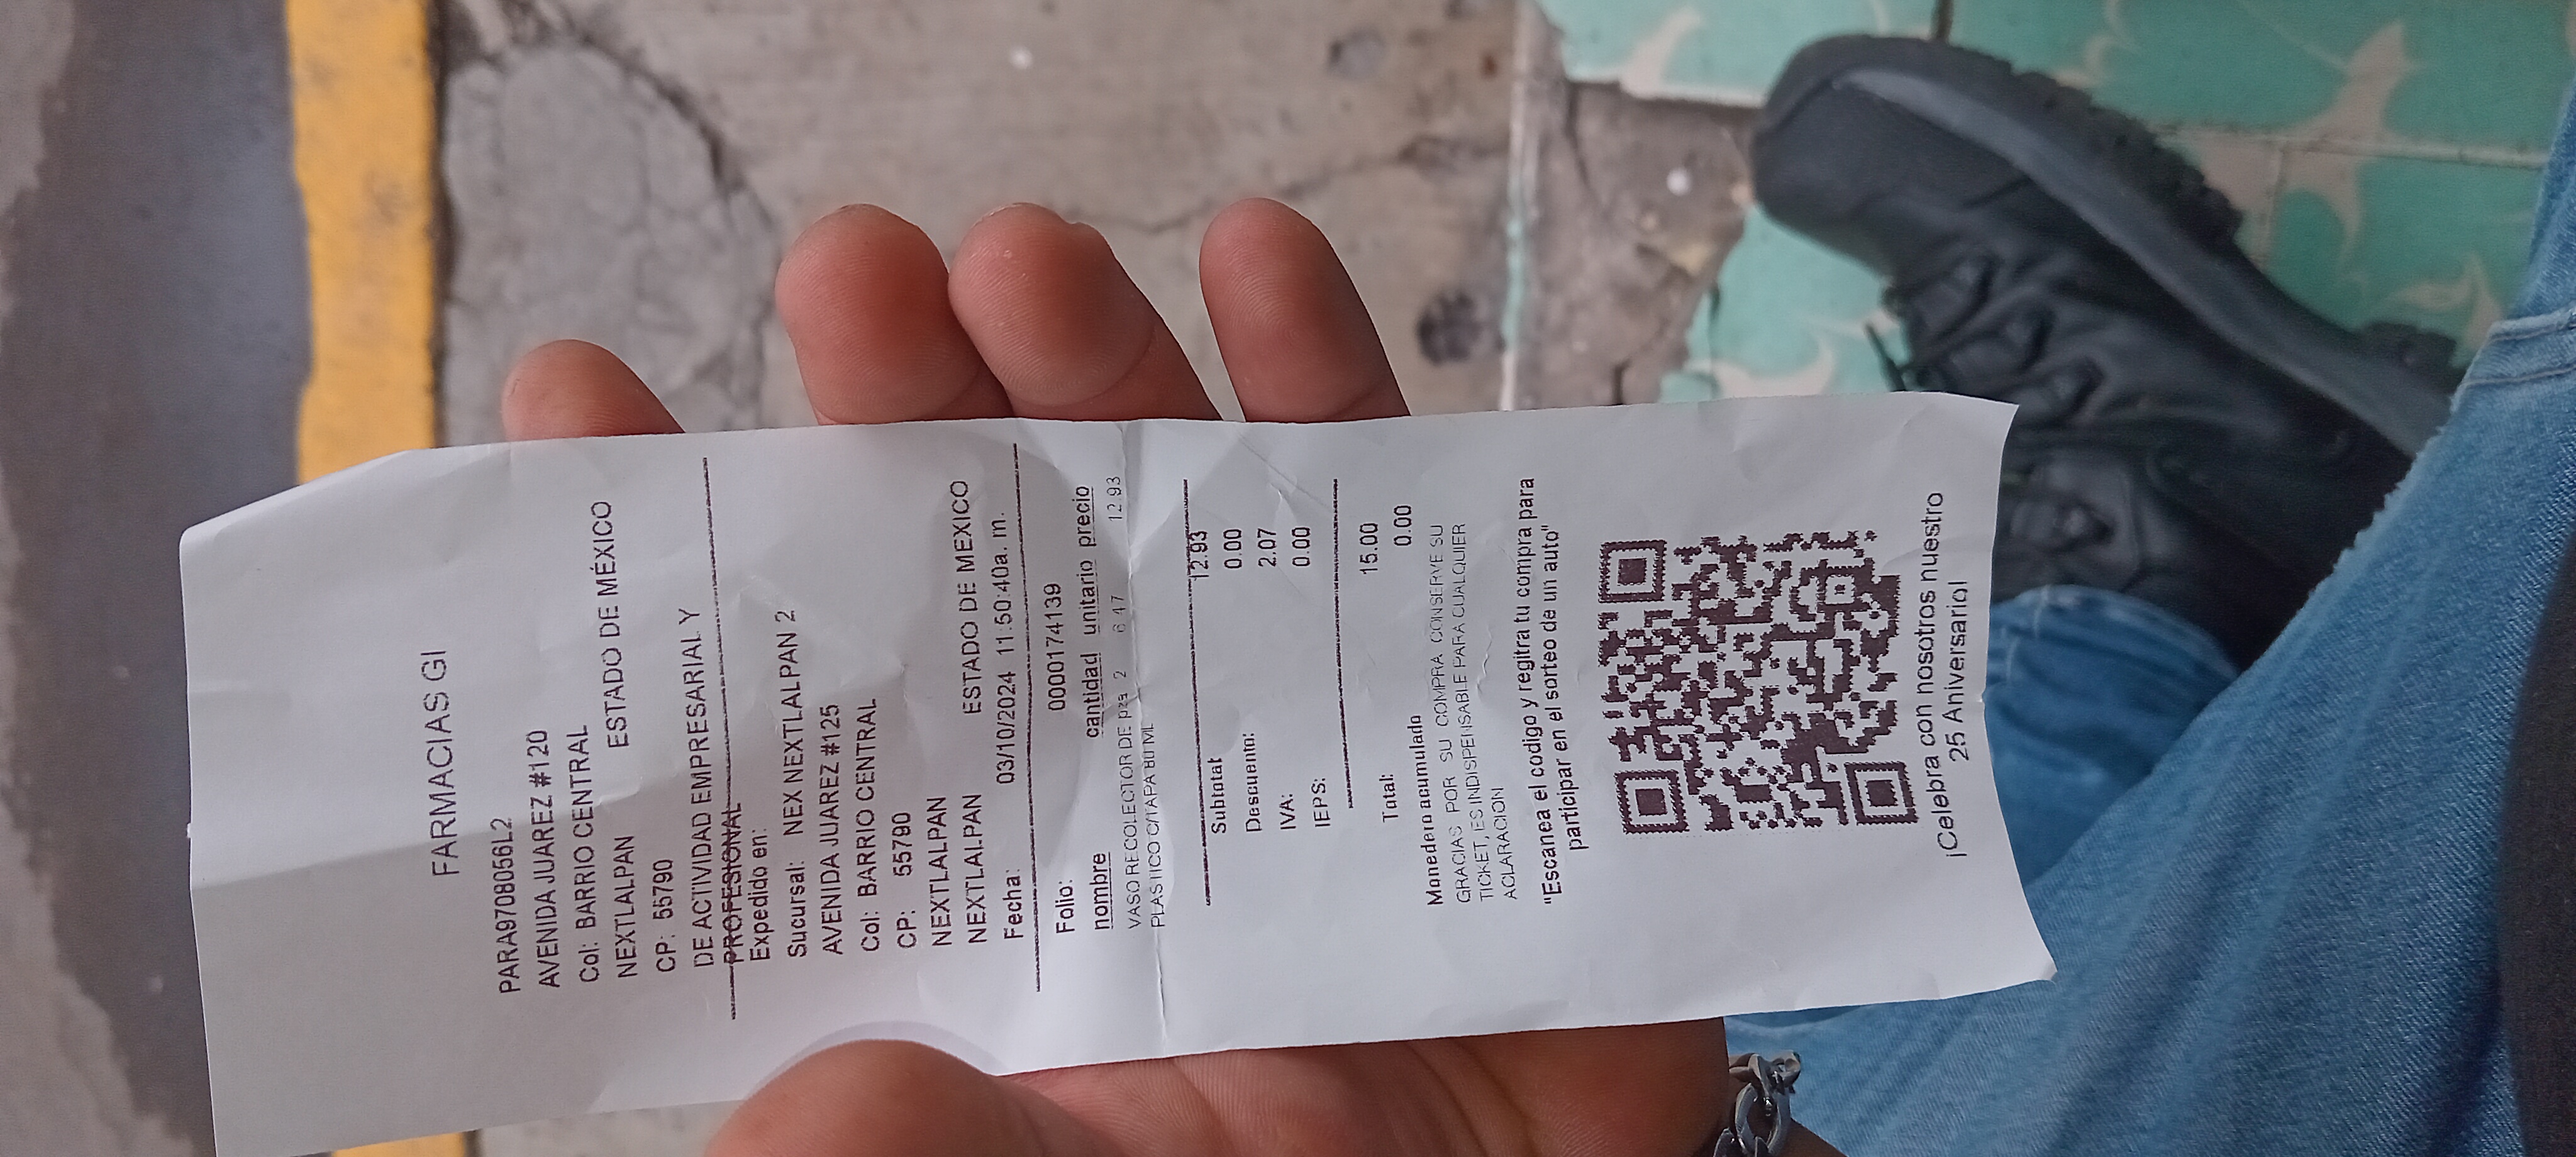 FARMACIAS GI
PARA9708056L2
AVENIDA JUAREZ #120
Col: BARRIO CENTRAL
NEXTLALPAN ESTADO DE MÉXICO
CP: 55790
DE ACTIVIDAD EMPRESARIAL Y
PROFESIONAL
Expedido en:
Sucursal: NEX NEXTLALPAN 2
AVENIDA JUAREZ #125
Col: BARRIO CENTRAL
CP: 55790
NEXTLALPAN
NEXTLALPAN ESTADO DE MEXICO
Fecha: 03/10/2024 11:50:40a. m.
Folio: 0000174139
nombre cantidad unitario precio
VASO RECOLECTOR DE pza 2 6.47 12.93
PLASTICO C/TAPA 80 ML
Subtotal 12.93
Descuento: 0.00
IVA: 2.07
IEPS: 0.00
Total: 15.00
Monedero acumulado 0.00
GRACIAS POR SU COMPRA CONSERVE SU
TICKET, ES INDISPENSABLE PARA CUALQUIER
ACLARACION
"Escanea el codigo y regitra tu compra para
participar en el sorteo de un auto"
¡Celebra con nosotros nuestro
25 Aniversario!